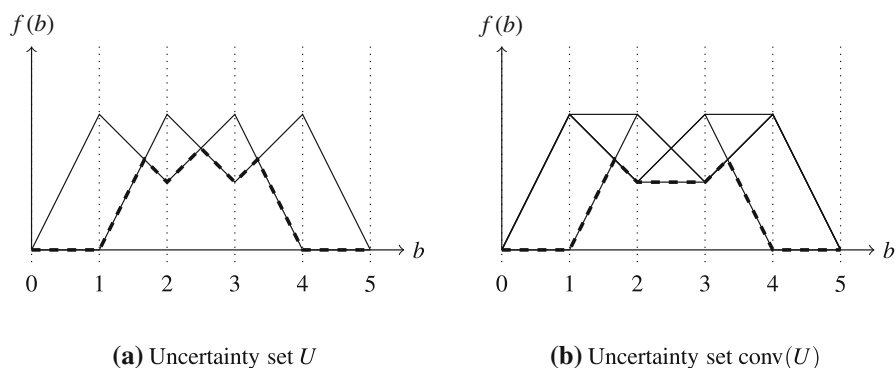 f (b)
b
0 1 2 3 4 5
(a) Uncertainty set U
f (b)
b
0 1 2 3 4 5
(b) Uncertainty set conv(U)